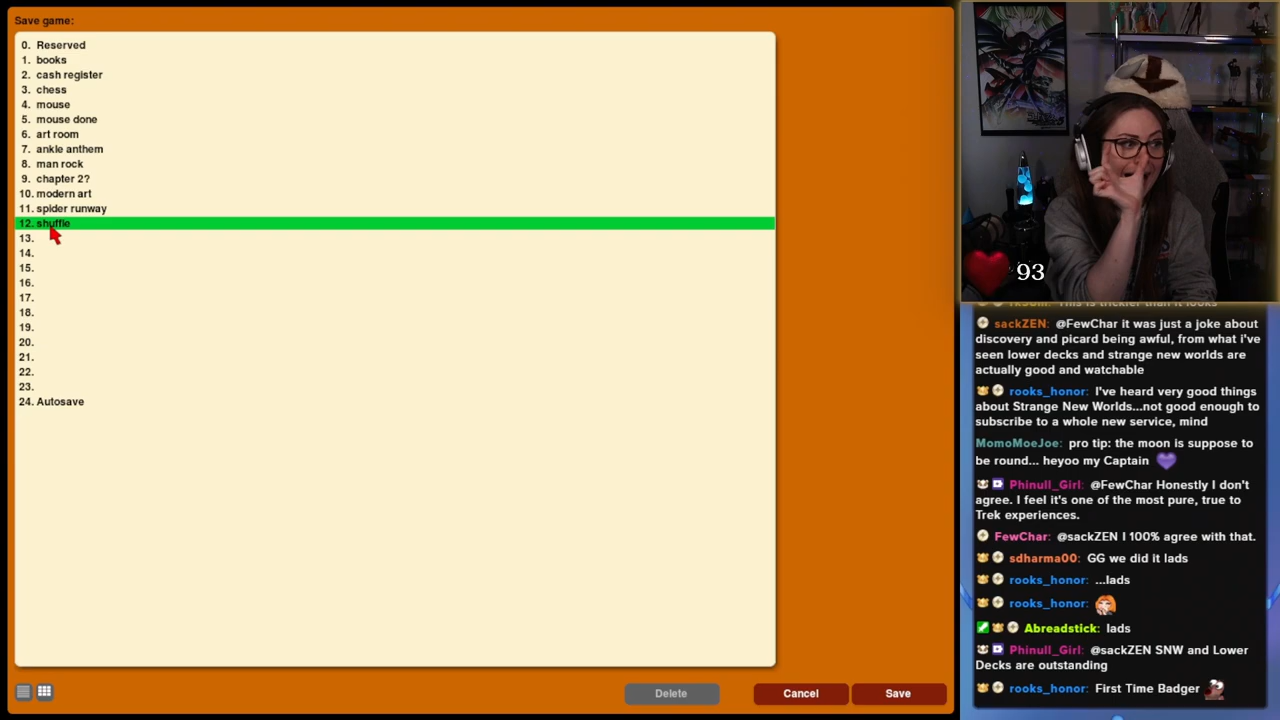 Save game:
0. Reserved
1. books
2. cash register
3. chess
4. mouse
5. mouse done
6. art room
7. ankle anthem
8. man rock
9. chapter 2?
10. modern art
11. spider runway
12. shuffle
13.
14.
15.
16.
17.
18.
19.
20.
21.
22.
23.
24. Autosave
Delete
Cancel
Save
93
This is trickier than it looks
sackZEN: @FewChar it was just a joke about
discovery and picard being awful, from what i've
seen lower decks and strange new worlds are
actually good and watchable
rooks_honor: I've heard very good things
about Strange New Worlds...not good enough to
subscribe to a whole new service, mind
MomoMoeJoe: pro tip: the moon is suppose to
be round... heyoo my Captain
Phinull_Girl: @FewChar Honestly I don't
agree. I feel it's one of the most pure, true to
Trek experiences.
FewChar: @sackZEN I 100% agree with that.
sdharma00: GG we did it lads
rooks_honor: ...lads
rooks_honor:
Abreadstick: lads
Phinull_Girl: @sackZEN SNW and Lower
Decks are outstanding
rooks_honor: First Time Badger